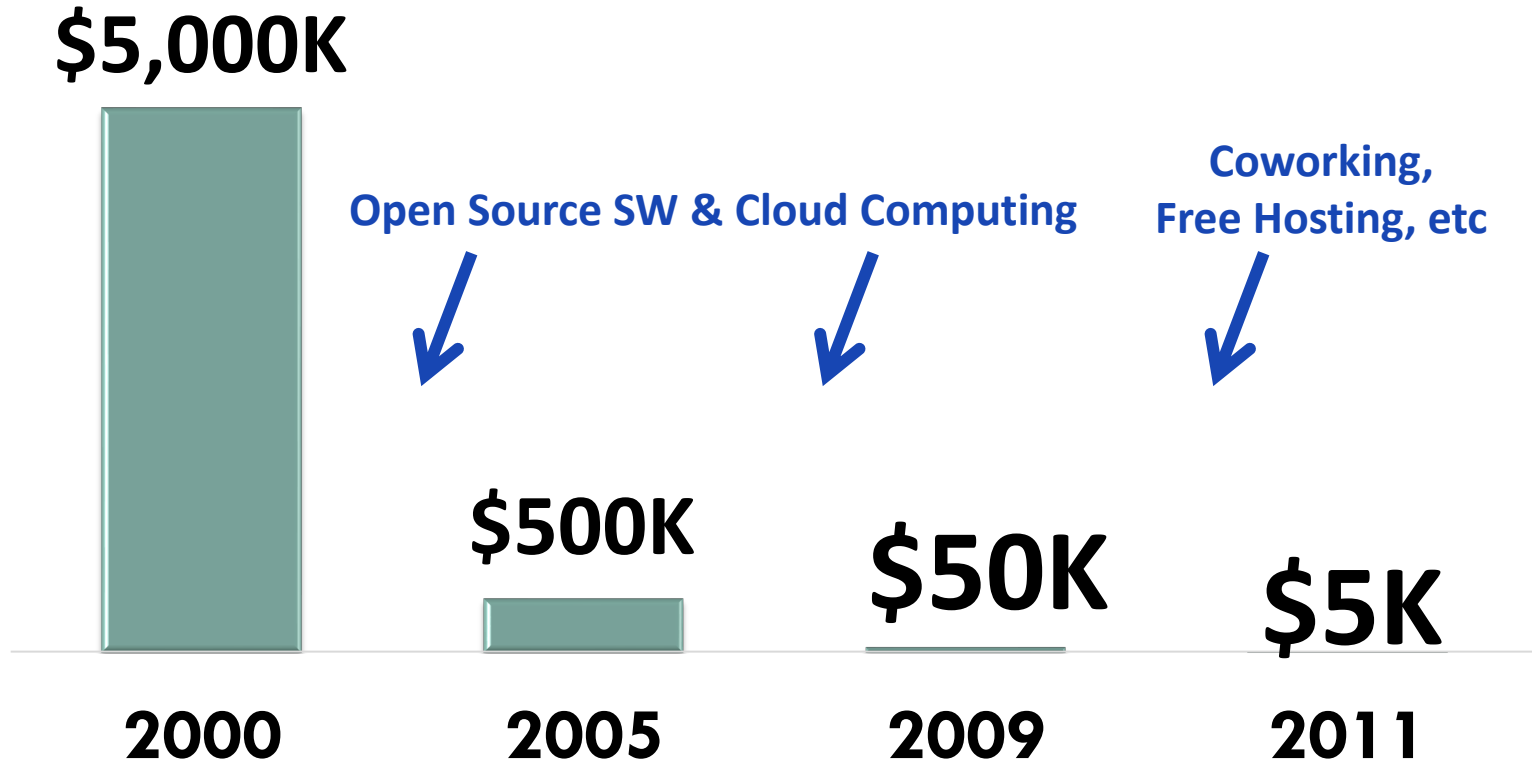 $5,000K
Open Source SW & Cloud Computing
Coworking,
Free Hosting, etc
$500K
$50K
$5K
2000
2005
2009
2011